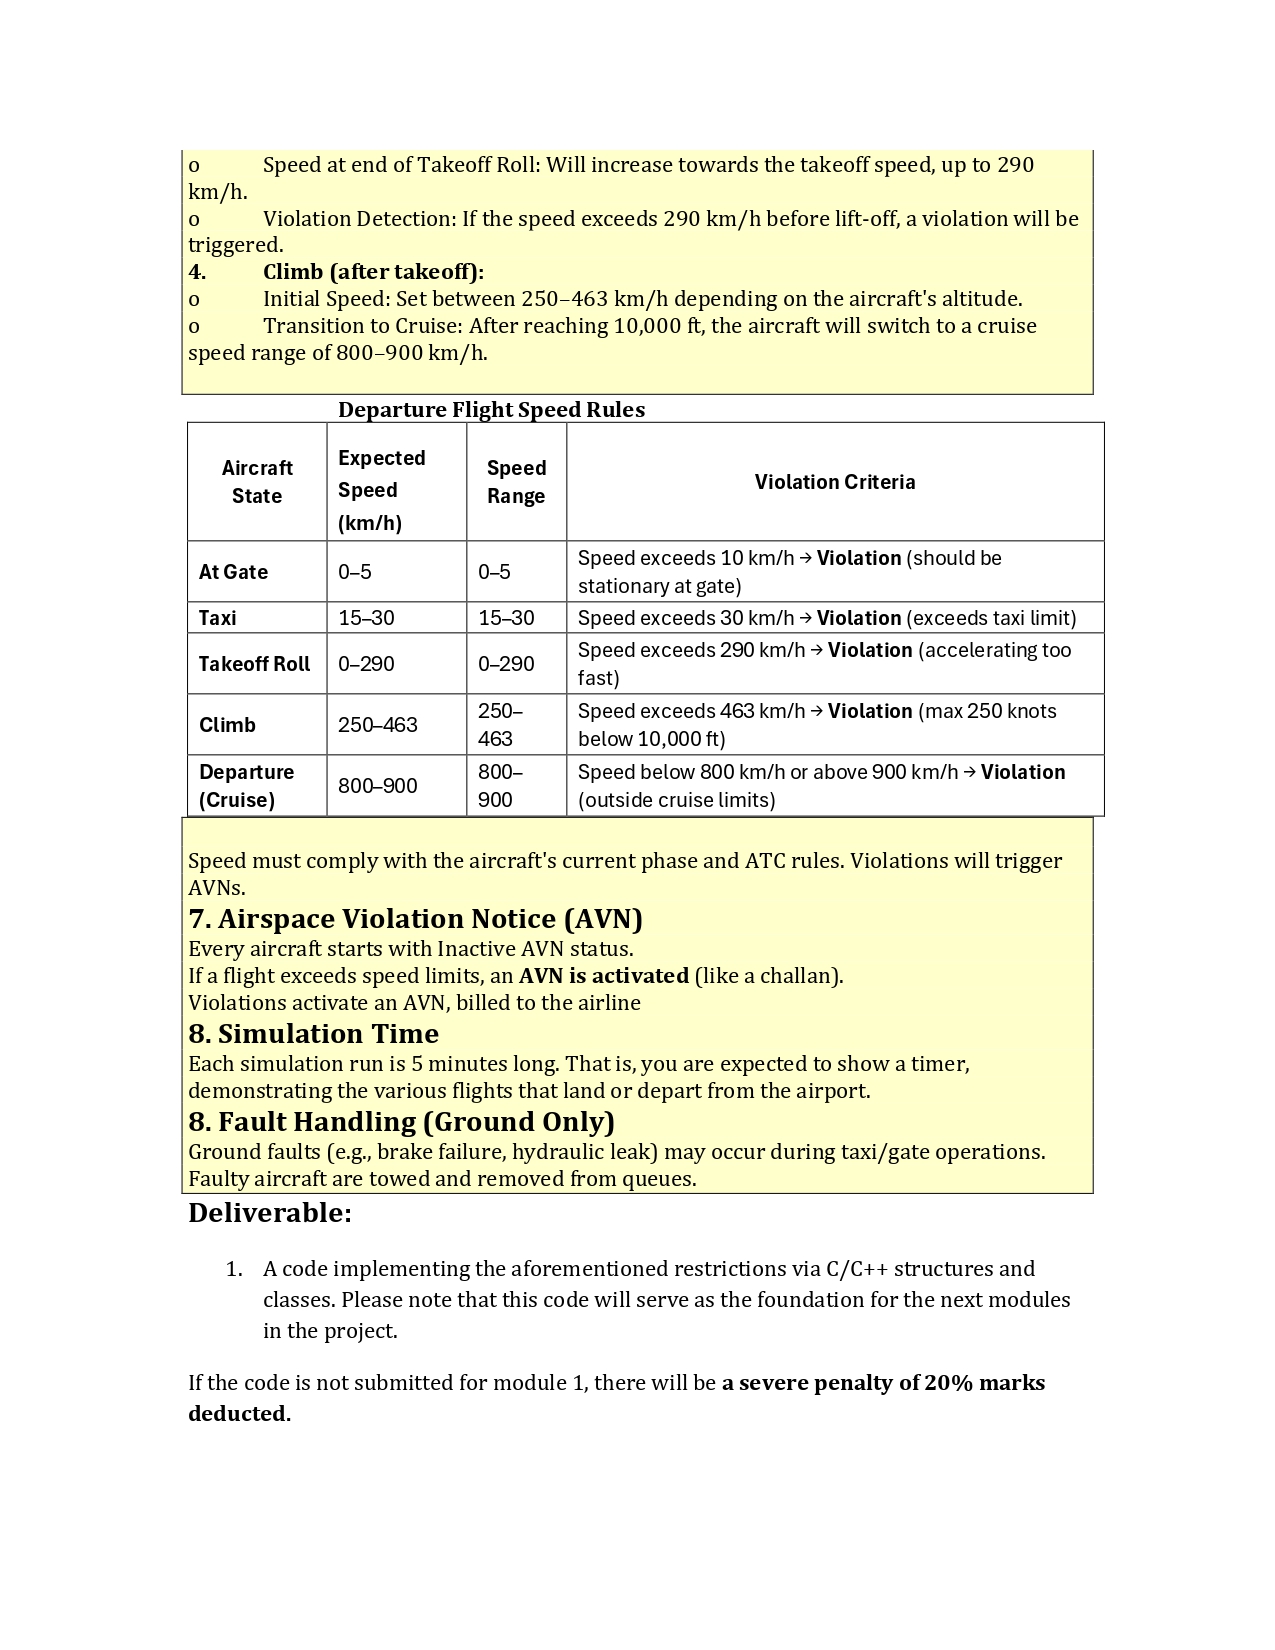 o Speed at end of Takeoff Roll: Will increase towards the takeoff speed, up to 290
km/h.
o Violation Detection: If the speed exceeds 290 km/h before lift-off, a violation will be
triggered.
4. Climb (after takeoff):
o Initial Speed: Set between 250–463 km/h depending on the aircraft's altitude.
o Transition to Cruise: After reaching 10,000 ft, the aircraft will switch to a cruise
speed range of 800–900 km/h.
Departure Flight Speed Rules
Aircraft
State
Expected
Speed
(km/h)
Speed
Range
Violation Criteria
At Gate
0–5
0–5
Speed exceeds 10 km/h → Violation (should be
stationary at gate)
Taxi
15–30
15–30
Speed exceeds 30 km/h → Violation (exceeds taxi limit)
Takeoff Roll
0–290
0–290
Speed exceeds 290 km/h → Violation (accelerating too
fast)
Climb
250–463
250–
463
Speed exceeds 463 km/h → Violation (max 250 knots
below 10,000 ft)
Departure
(Cruise)
800–900
800–
900
Speed below 800 km/h or above 900 km/h → Violation
(outside cruise limits)
Speed must comply with the aircraft's current phase and ATC rules. Violations will trigger
AVNs.
7. Airspace Violation Notice (AVN)
Every aircraft starts with Inactive AVN status.
If a flight exceeds speed limits, an AVN is activated (like a challan).
Violations activate an AVN, billed to the airline
8. Simulation Time
Each simulation run is 5 minutes long. That is, you are expected to show a timer,
demonstrating the various flights that land or depart from the airport.
8. Fault Handling (Ground Only)
Ground faults (e.g., brake failure, hydraulic leak) may occur during taxi/gate operations.
Faulty aircraft are towed and removed from queues.
Deliverable:
1. A code implementing the aforementioned restrictions via C/C++ structures and
classes. Please note that this code will serve as the foundation for the next modules
in the project.
If the code is not submitted for module 1, there will be a severe penalty of 20% marks
deducted.